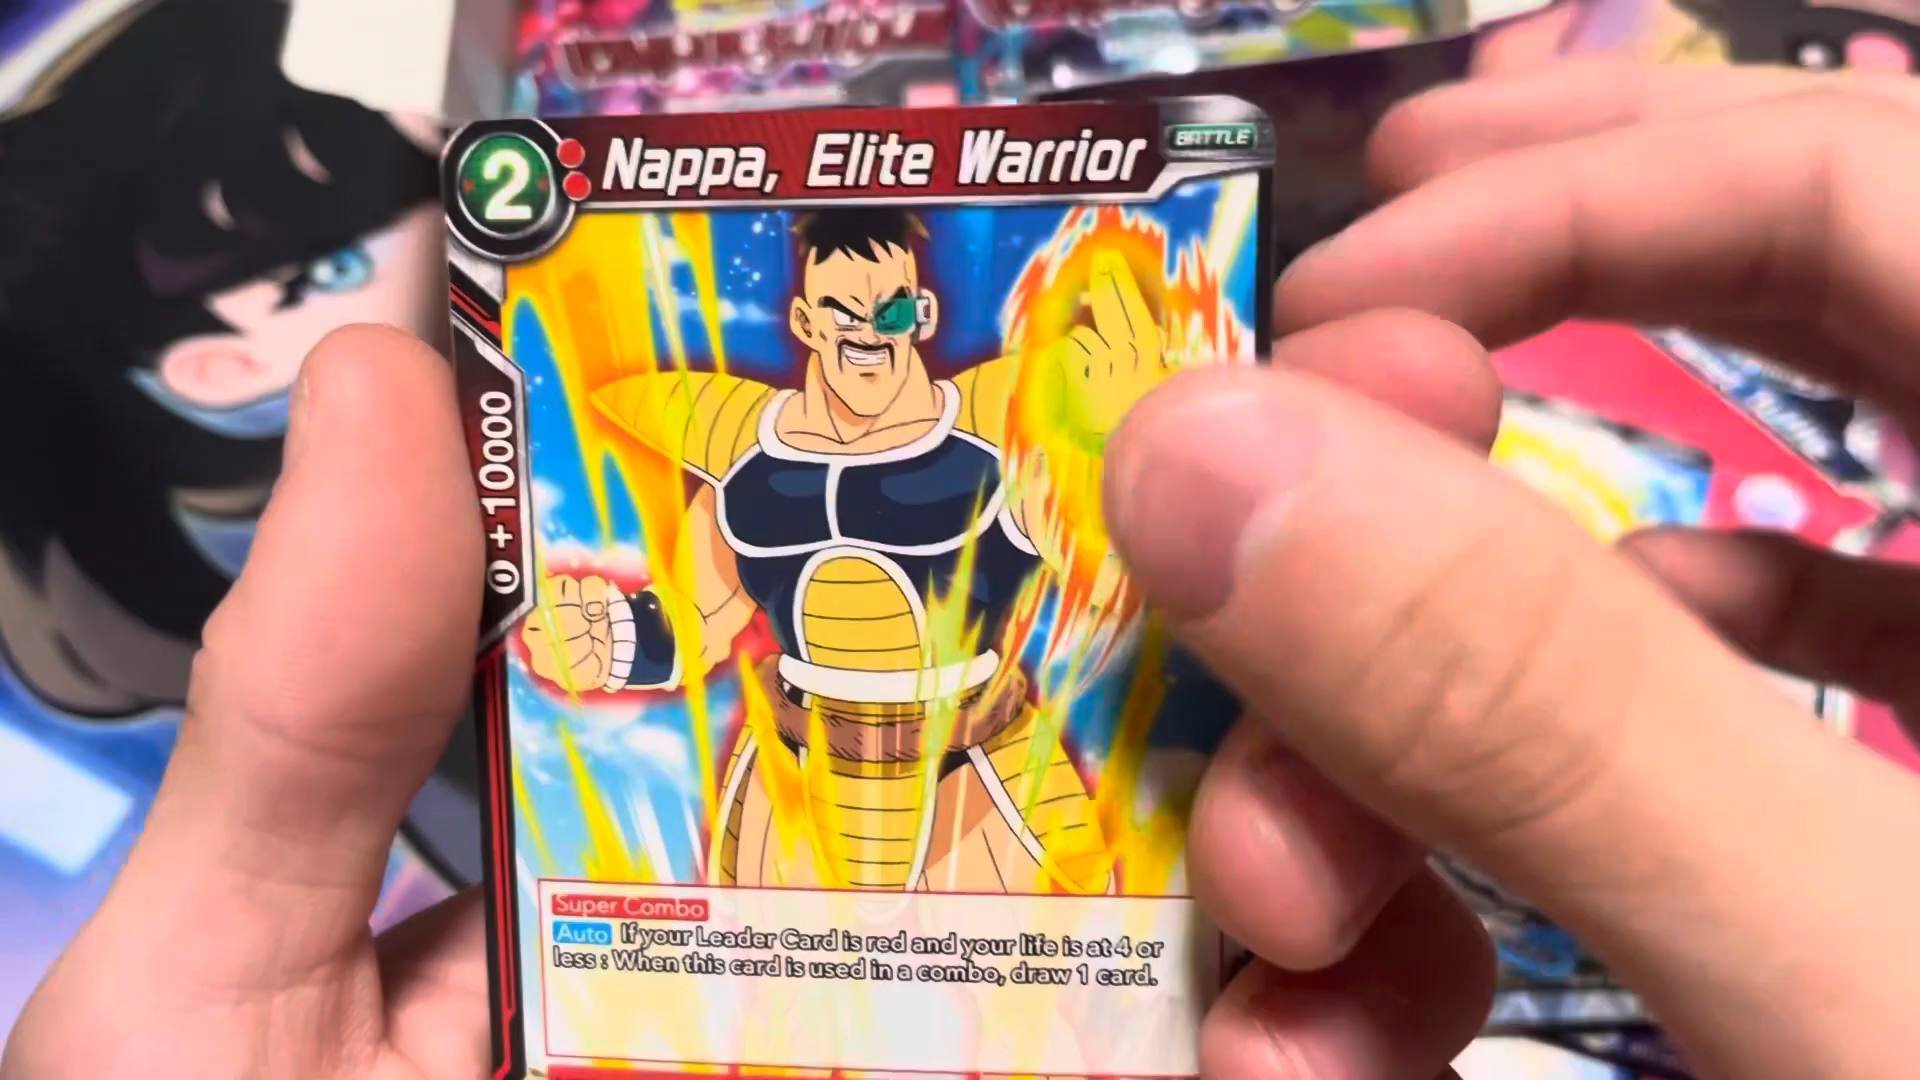 2
Nappa, Elite Warrior
BATTLE
0 +10000
Super Combo
Auto If your Leader Card is red and your life is at 4 or
less : When this card is used in a combo, draw 1 card.